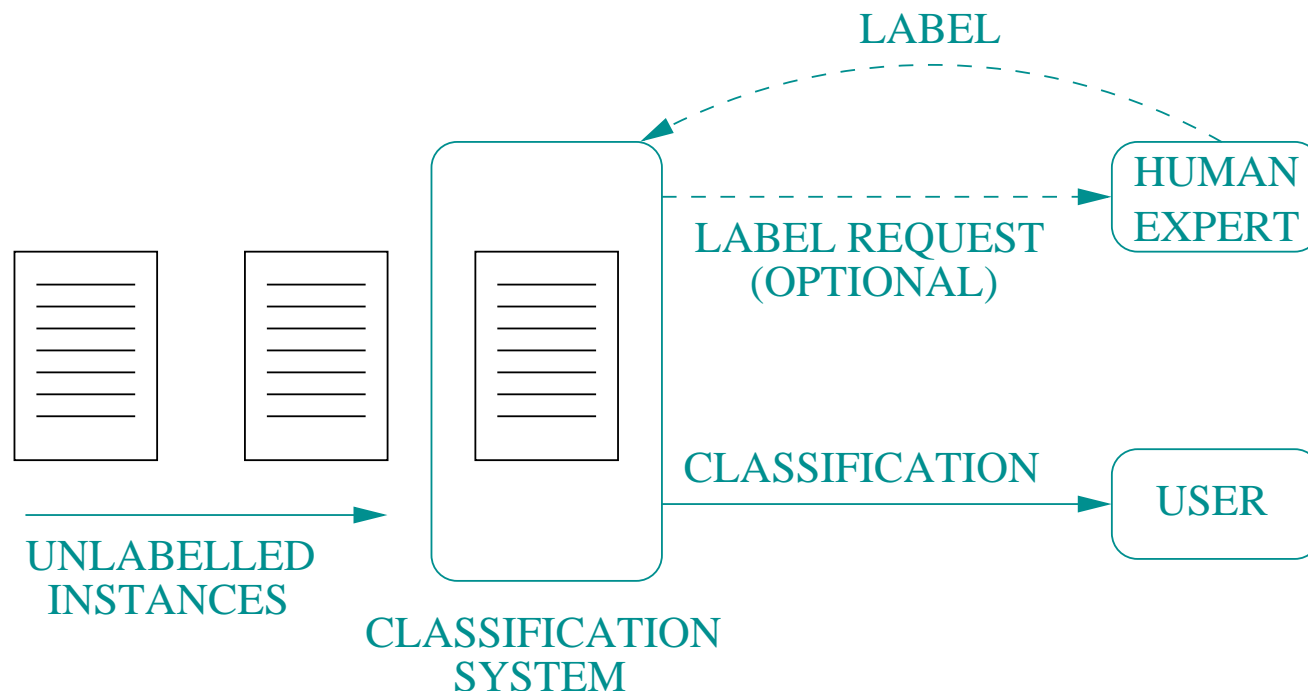 LABEL
HUMAN
EXPERT
LABEL REQUEST
(OPTIONAL)
CLASSIFICATION
USER
UNLABELLED
INSTANCES
CLASSIFICATION
SYSTEM